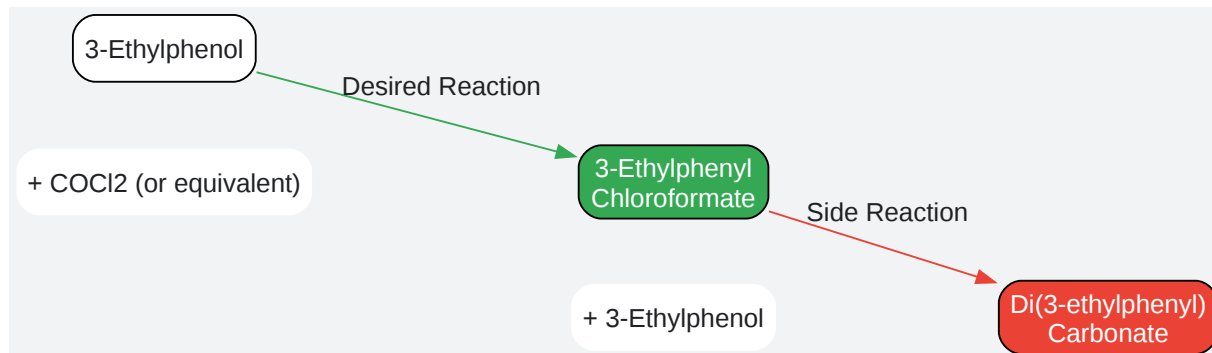 3-Ethylphenol
Desired Reaction
+ COCl2 (or equivalent)
3-Ethylphenyl
Chloroformate
Side Reaction
+ 3-Ethylphenol
Di(3-ethylphenyl)
Carbonate